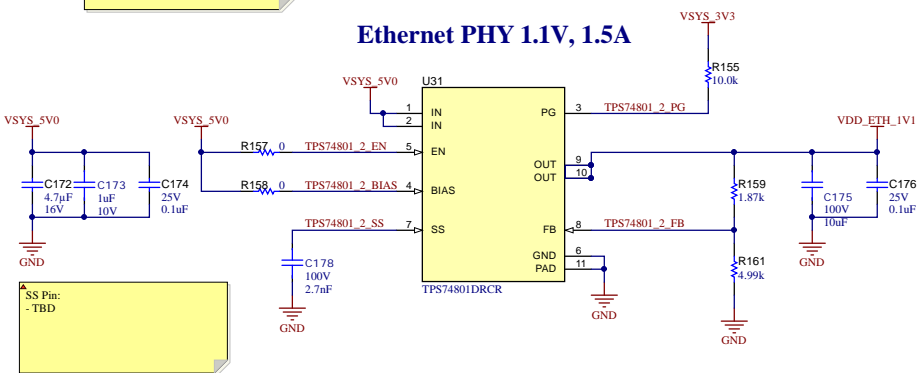 Ethernet PHY 1.1V, 1.5A
VSYS_3V3
R155
10.0k
VSYS_5V0
U31
1 IN
2 IN
PG 3 TPS74801_2_PG
VSYS_5V0
VSYS_5V0
VDD_ETH_1V1
R157 0 TPS74801_2_EN 5 EN
OUT 9
OUT 10
R158 0 TPS74801_2_BIAS 4 BIAS
C172
4.7µF
16V
C173
1uF
10V
C174
25V
0.1uF
R159
1.87k
C175
100V
10uF
C176
25V
0.1uF
TPS74801_2_SS 7 SS
FB 8 TPS74801_2_FB
GND 6
PAD 11
TPS74801DRCR
C178
100V
2.7nF
R161
4.99k
GND
GND
GND
GND
GND
SS Pin:
- TBD